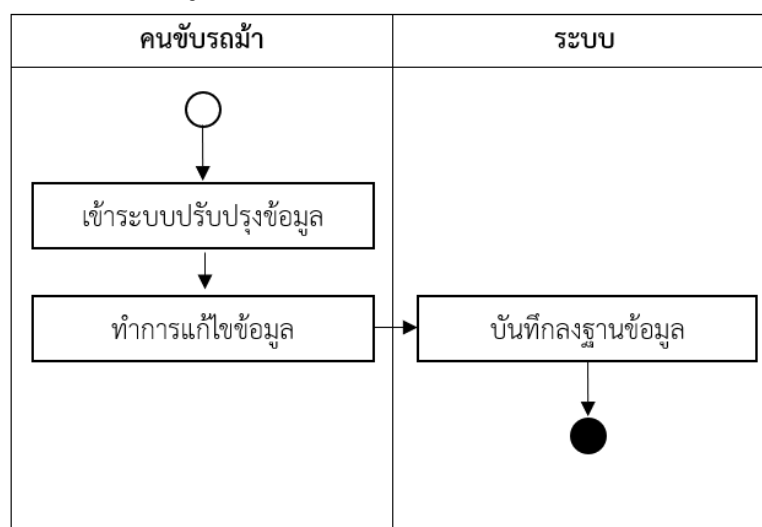 คนขับรถม้า
ระบบ
เข้าระบบปรับปรุงข้อมูล
ทำการแก้ไขข้อมูล
บันทึกลงฐานข้อมูล